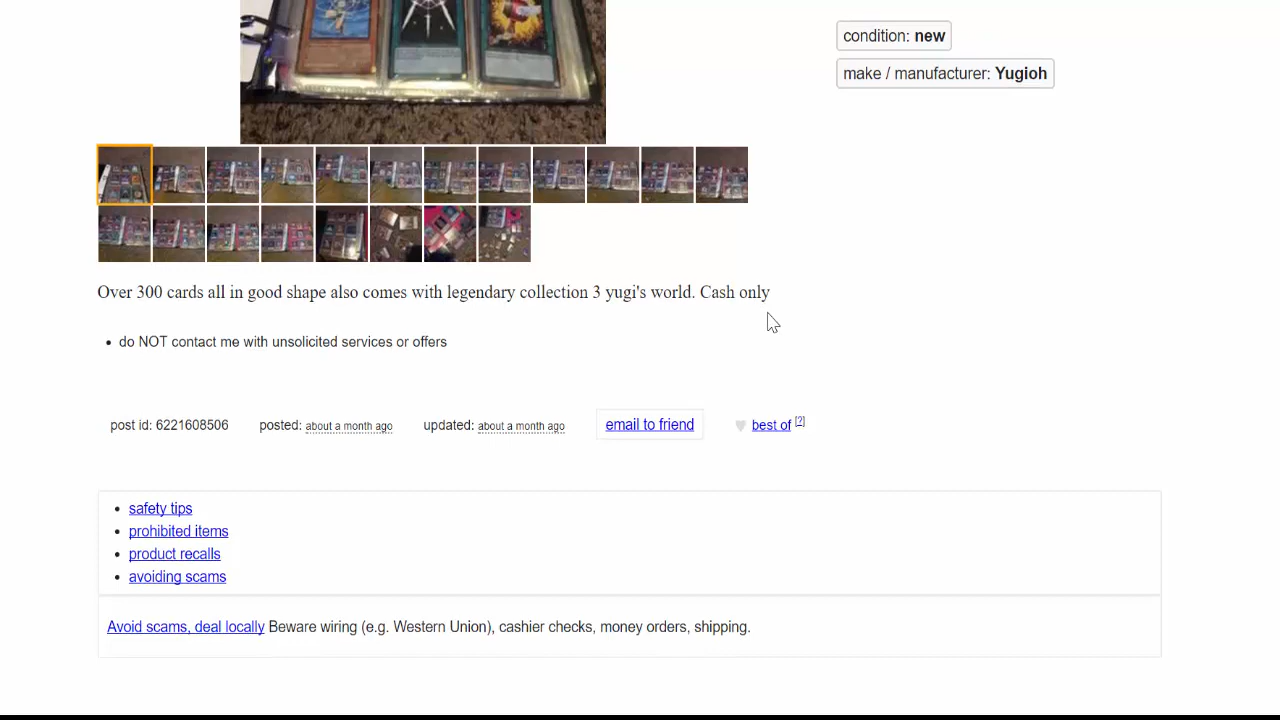 condition: new
make / manufacturer: Yugioh
Over 300 cards all in good shape also comes with legendary collection 3 yugi's world. Cash only
do NOT contact me with unsolicited services or offers
post id: 6221608506 posted: about a month ago updated: about a month ago email to friend best of [?]
safety tips
prohibited items
product recalls
avoiding scams
Avoid scams, deal locally Beware wiring (e.g. Western Union), cashier checks, money orders, shipping.